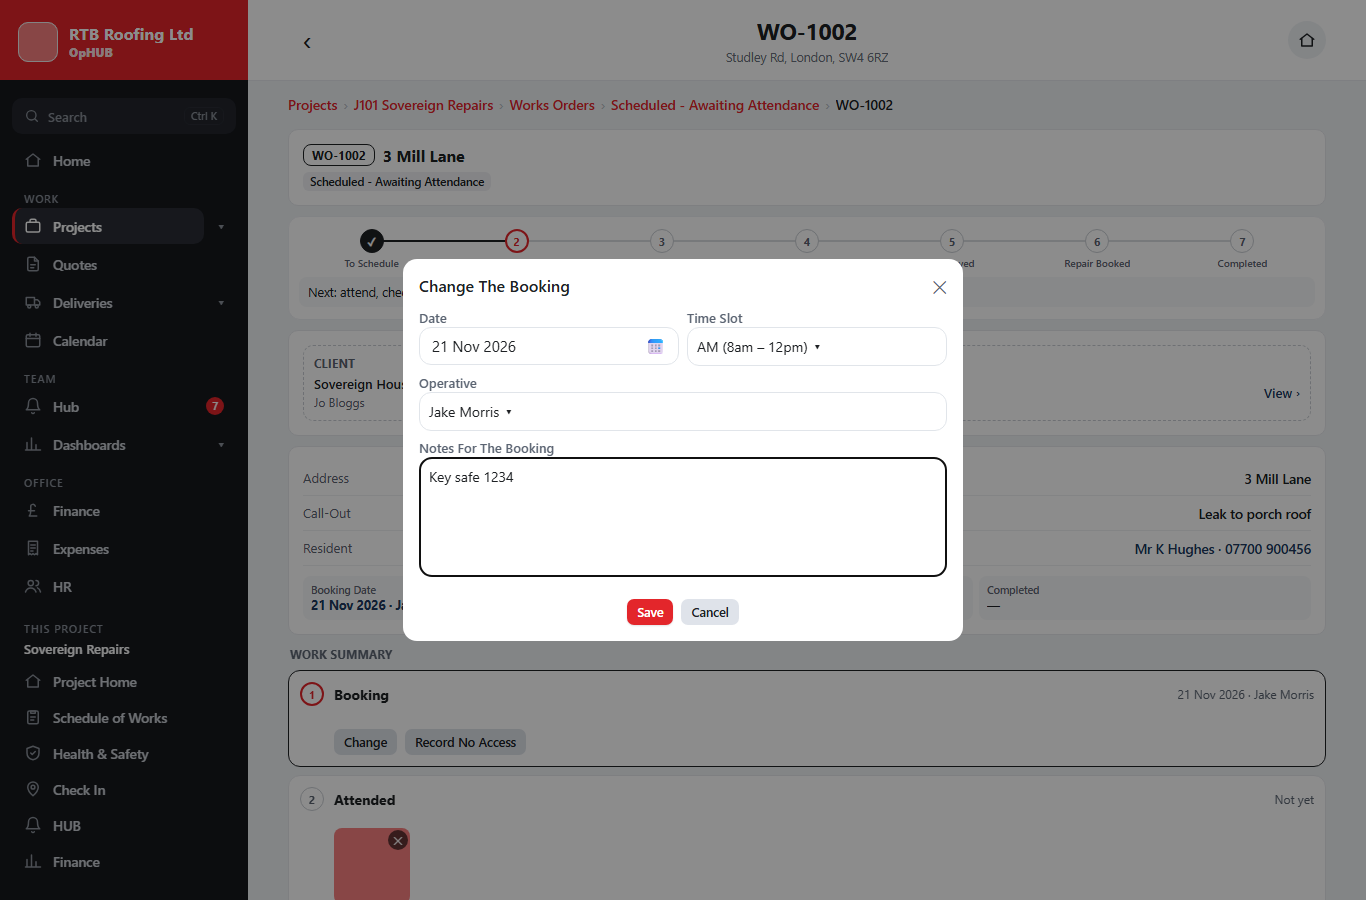 RTB Roofing Ltd
OpHUB
Search
Ctrl K
Home
WORK
Projects
Quotes
Deliveries
Calendar
TEAM
Hub
7
Dashboards
OFFICE
Finance
Expenses
HR
THIS PROJECT
Sovereign Repairs
Project Home
Schedule of Works
Health & Safety
Check In
HUB
Finance
WO-1002
Studley Rd, London, SW4 6RZ
Projects › J101 Sovereign Repairs › Works Orders › Scheduled - Awaiting Attendance › WO-1002
WO-1002 3 Mill Lane
Scheduled - Awaiting Attendance
2 3 4 5 6 7
To Schedule
Repair Booked
Completed
Next: attend,
CLIENT
Sovereign
Jo Bloggs
View ›
Address
3 Mill Lane
Call-Out
Leak to porch roof
Resident
Mr K Hughes · 07700 900456
Booking Date
21 Nov 2026 ·
Completed
—
Change The Booking
Date
21 Nov 2026
Time Slot
AM (8am – 12pm)
Operative
Jake Morris
Notes For The Booking
Key safe 1234
Save
Cancel
WORK SUMMARY
1 Booking
21 Nov 2026 · Jake Morris
Change
Record No Access
2 Attended
Not yet